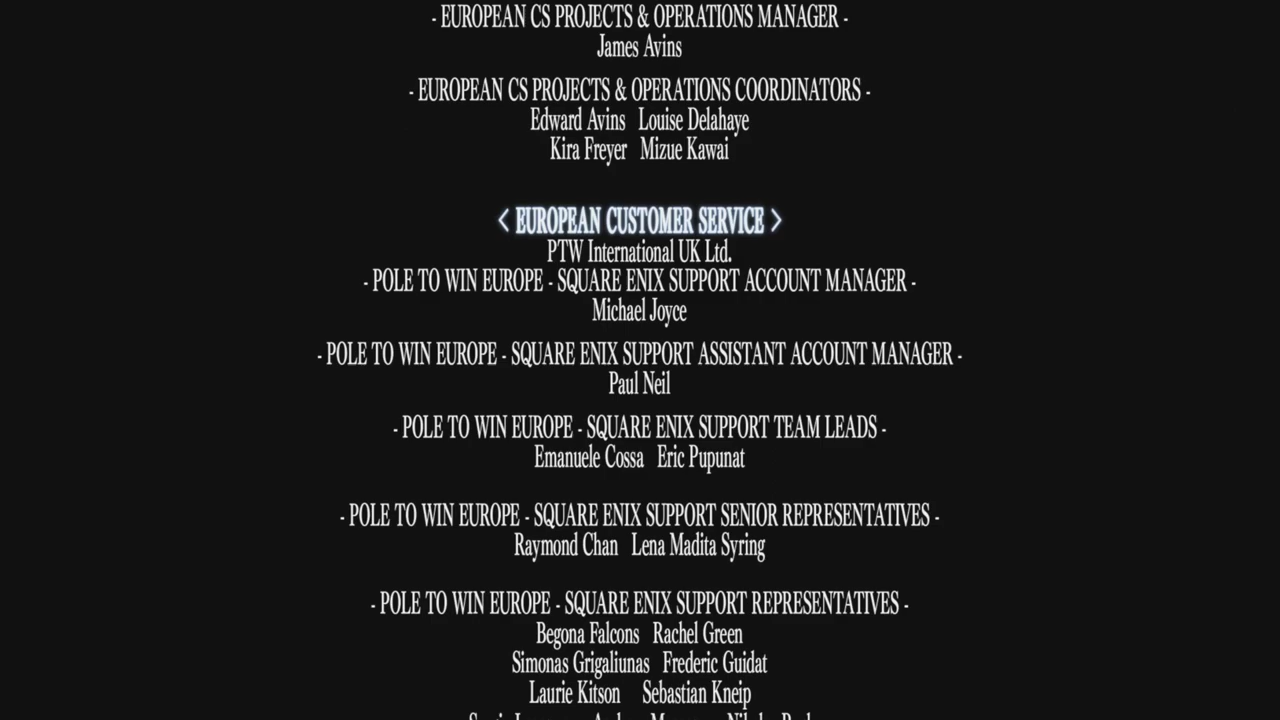 - EUROPEAN CS PROJECTS & OPERATIONS MANAGER -
James Avins
- EUROPEAN CS PROJECTS & OPERATIONS COORDINATORS -
Edward Avins Louise Delahaye
Kira Freyer Mizue Kawai
< EUROPEAN CUSTOMER SERVICE >
PTW International UK Ltd.
- POLE TO WIN EUROPE - SQUARE ENIX SUPPORT ACCOUNT MANAGER -
Michael Joyce
- POLE TO WIN EUROPE - SQUARE ENIX SUPPORT ASSISTANT ACCOUNT MANAGER -
Paul Neil
- POLE TO WIN EUROPE - SQUARE ENIX SUPPORT TEAM LEADS -
Emanuele Cossa Eric Pupunat
- POLE TO WIN EUROPE - SQUARE ENIX SUPPORT SENIOR REPRESENTATIVES -
Raymond Chan Lena Madita Syring
- POLE TO WIN EUROPE - SQUARE ENIX SUPPORT REPRESENTATIVES -
Begona Falcons Rachel Green
Simonas Grigaliunas Frederic Guidat
Laurie Kitson Sebastian Kneip